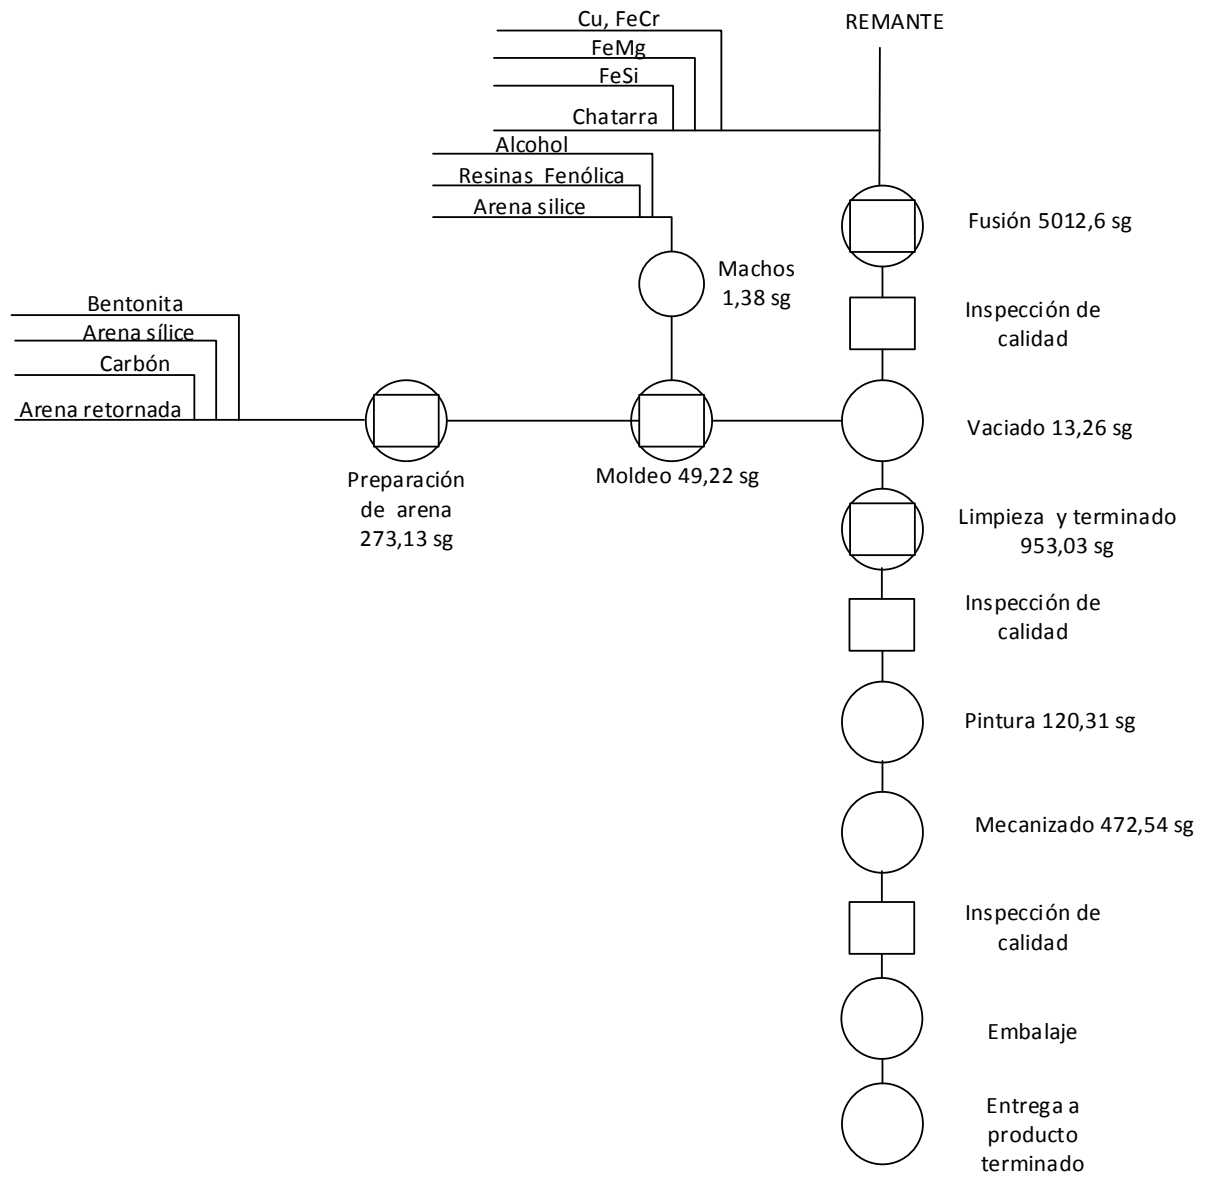 Cu, FeCr
REMANTE
FeMg
FeSi
Chatarra
Alcohol
Resinas Fenólica
Arena silice
Fusión 5012,6 sg
Machos
1,38 sg
Inspección de
calidad
Bentonita
Arena sílice
Carbón
Arena retornada
Vaciado 13,26 sg
Preparación
de arena
273,13 sg
Moldeo 49,22 sg
Limpieza y terminado
953,03 sg
Inspección de
calidad
Pintura 120,31 sg
Mecanizado 472,54 sg
Inspección de
calidad
Embalaje
Entrega a
producto
terminado